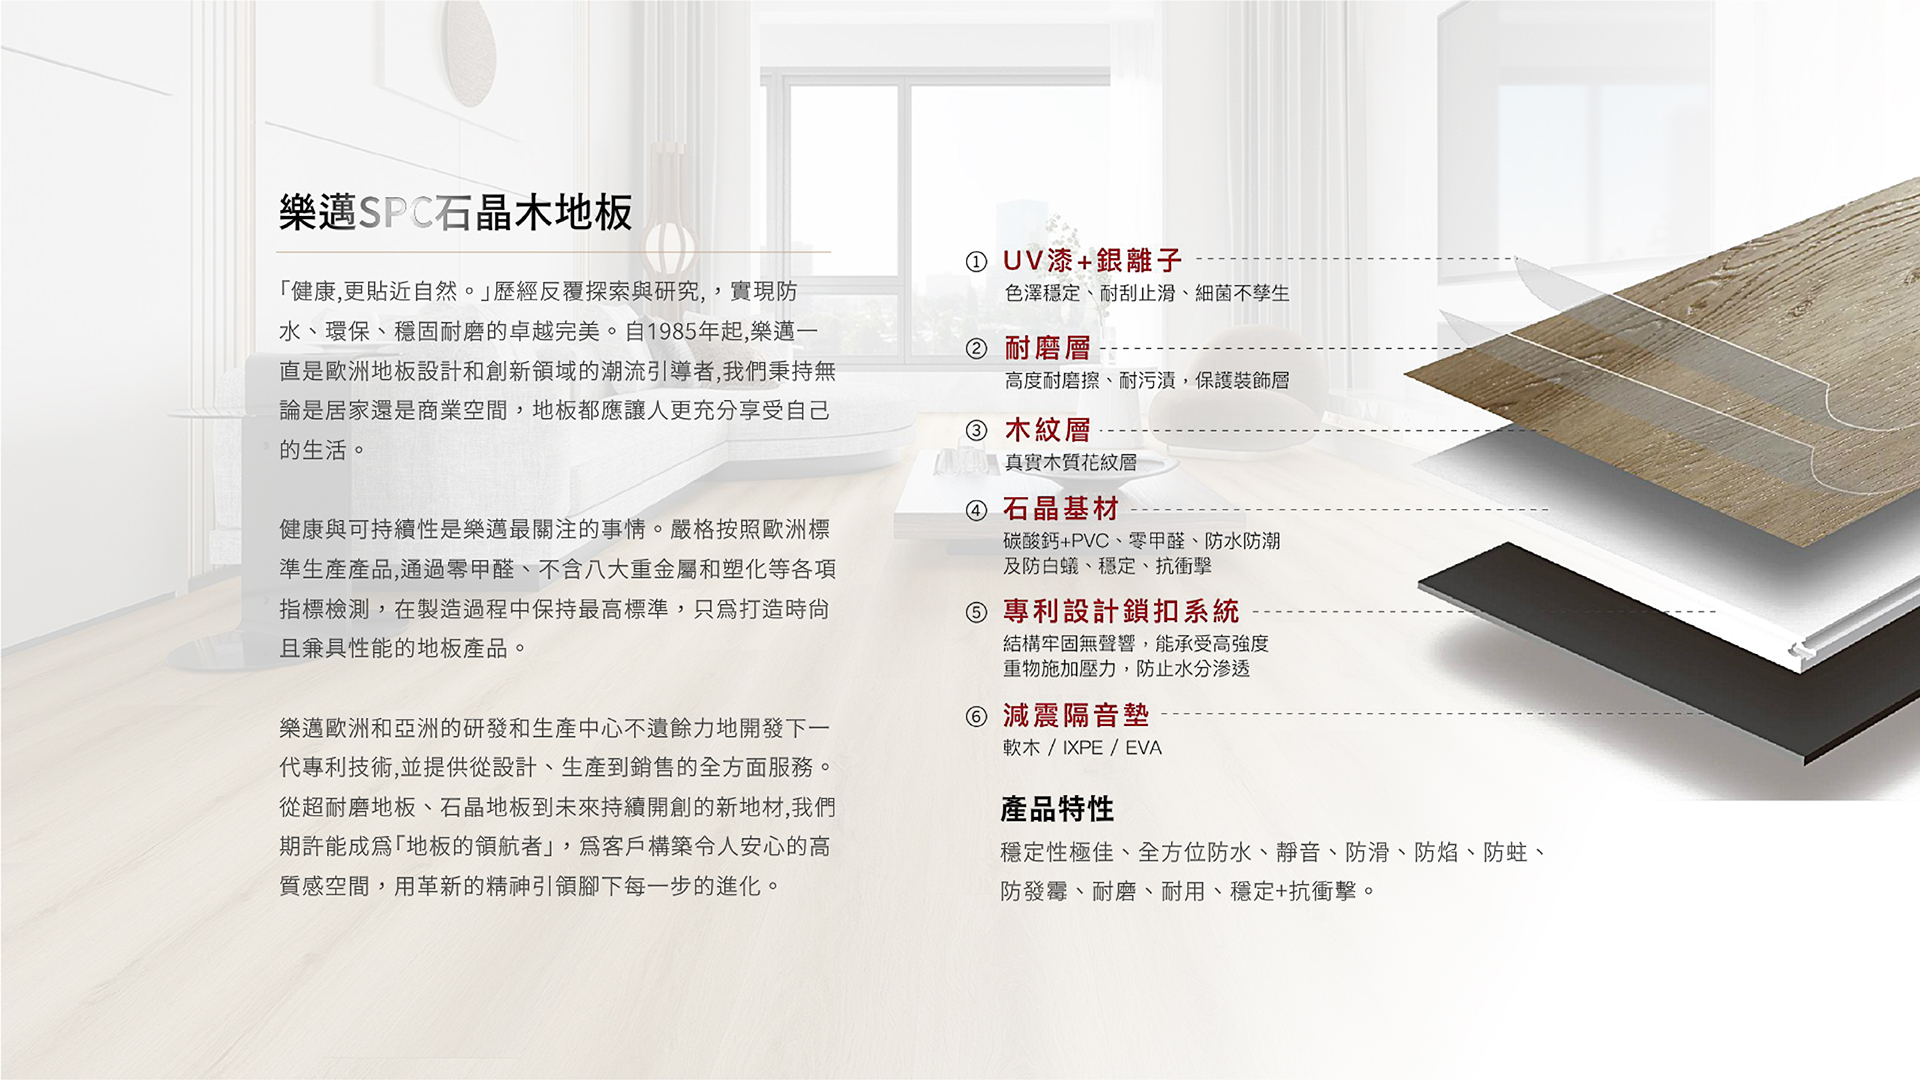 樂邁SPC石晶木地板
「健康,更貼近自然。」歷經反覆探索與研究,，實現防
水、環保、穩固耐磨的卓越完美。自1985年起,樂邁一
直是歐洲地板設計和創新領域的潮流引導者,我們秉持無
論是居家還是商業空間，地板都應讓人更充分享受自己
的生活。
健康與可持續性是樂邁最關注的事情。嚴格按照歐洲標
準生產產品,通過零甲醛、不含八大重金屬和塑化等各項
指標檢測，在製造過程中保持最高標準，只爲打造時尚
且兼具性能的地板產品。
樂邁歐洲和亞洲的研發和生產中心不遺餘力地開發下一
代專利技術,並提供從設計、生產到銷售的全方面服務。
從超耐磨地板、石晶地板到未來持續開創的新地材,我們
期許能成爲「地板的領航者」，爲客戶構築令人安心的高
質感空間，用革新的精神引領腳下每一步的進化。
① UV漆+銀離子
色澤穩定、耐刮止滑、細菌不孳生
② 耐磨層
高度耐磨擦、耐污漬，保護裝飾層
③ 木紋層
真實木質花紋層
④ 石晶基材
碳酸鈣+PVC、零甲醛、防水防潮
及防白蟻、穩定、抗衝擊
⑤ 專利設計鎖扣系統
結構牢固無聲響，能承受高強度
重物施加壓力，防止水分滲透
⑥ 減震隔音墊
軟木 / IXPE / EVA
產品特性
穩定性極佳、全方位防水、靜音、防滑、防焰、防蛀、
防發霉、耐磨、耐用、穩定+抗衝擊。